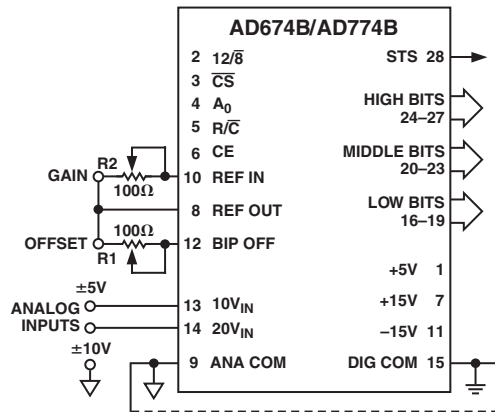 AD674B/AD774B
2 12/8̅
3 C̅S̅
4 A0
5 R/C̅
6 CE
10 REF IN
8 REF OUT
12 BIP OFF
13 10VIN
14 20VIN
9 ANA COM
STS 28
HIGH BITS
24–27
MIDDLE BITS
20–23
LOW BITS
16–19
+5V 1
+15V 7
–15V 11
DIG COM 15
GAIN
R2
100Ω
100Ω
OFFSET
R1
±5V
ANALOG
INPUTS
±10V